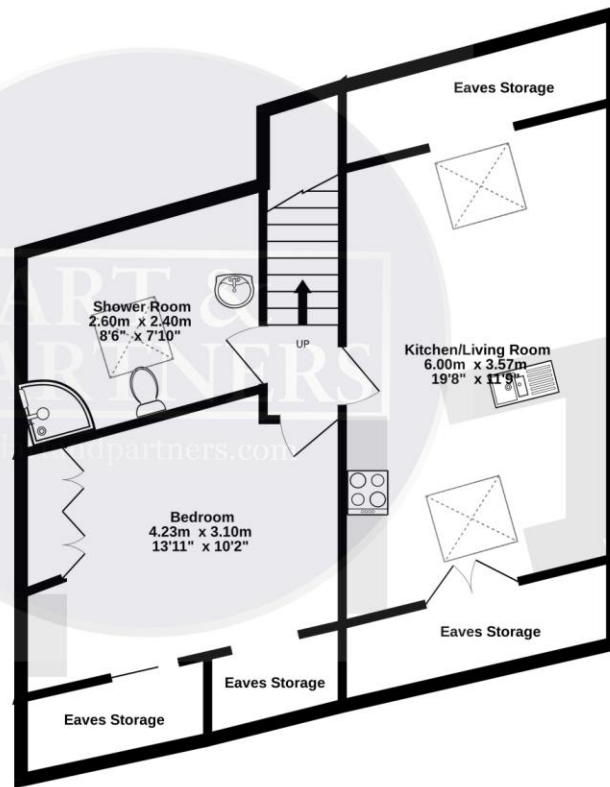 Eaves Storage
Shower Room
2.60m x 2.40m
8'6" x 7'10"
UP
Kitchen/Living Room
6.00m x 3.57m
19'8" x 11'9"
ART &
PARTNERS
Bedroom
4.23m x 3.10m
13'11" x 10'2"
Eaves Storage
Eaves Storage
Eaves Storage